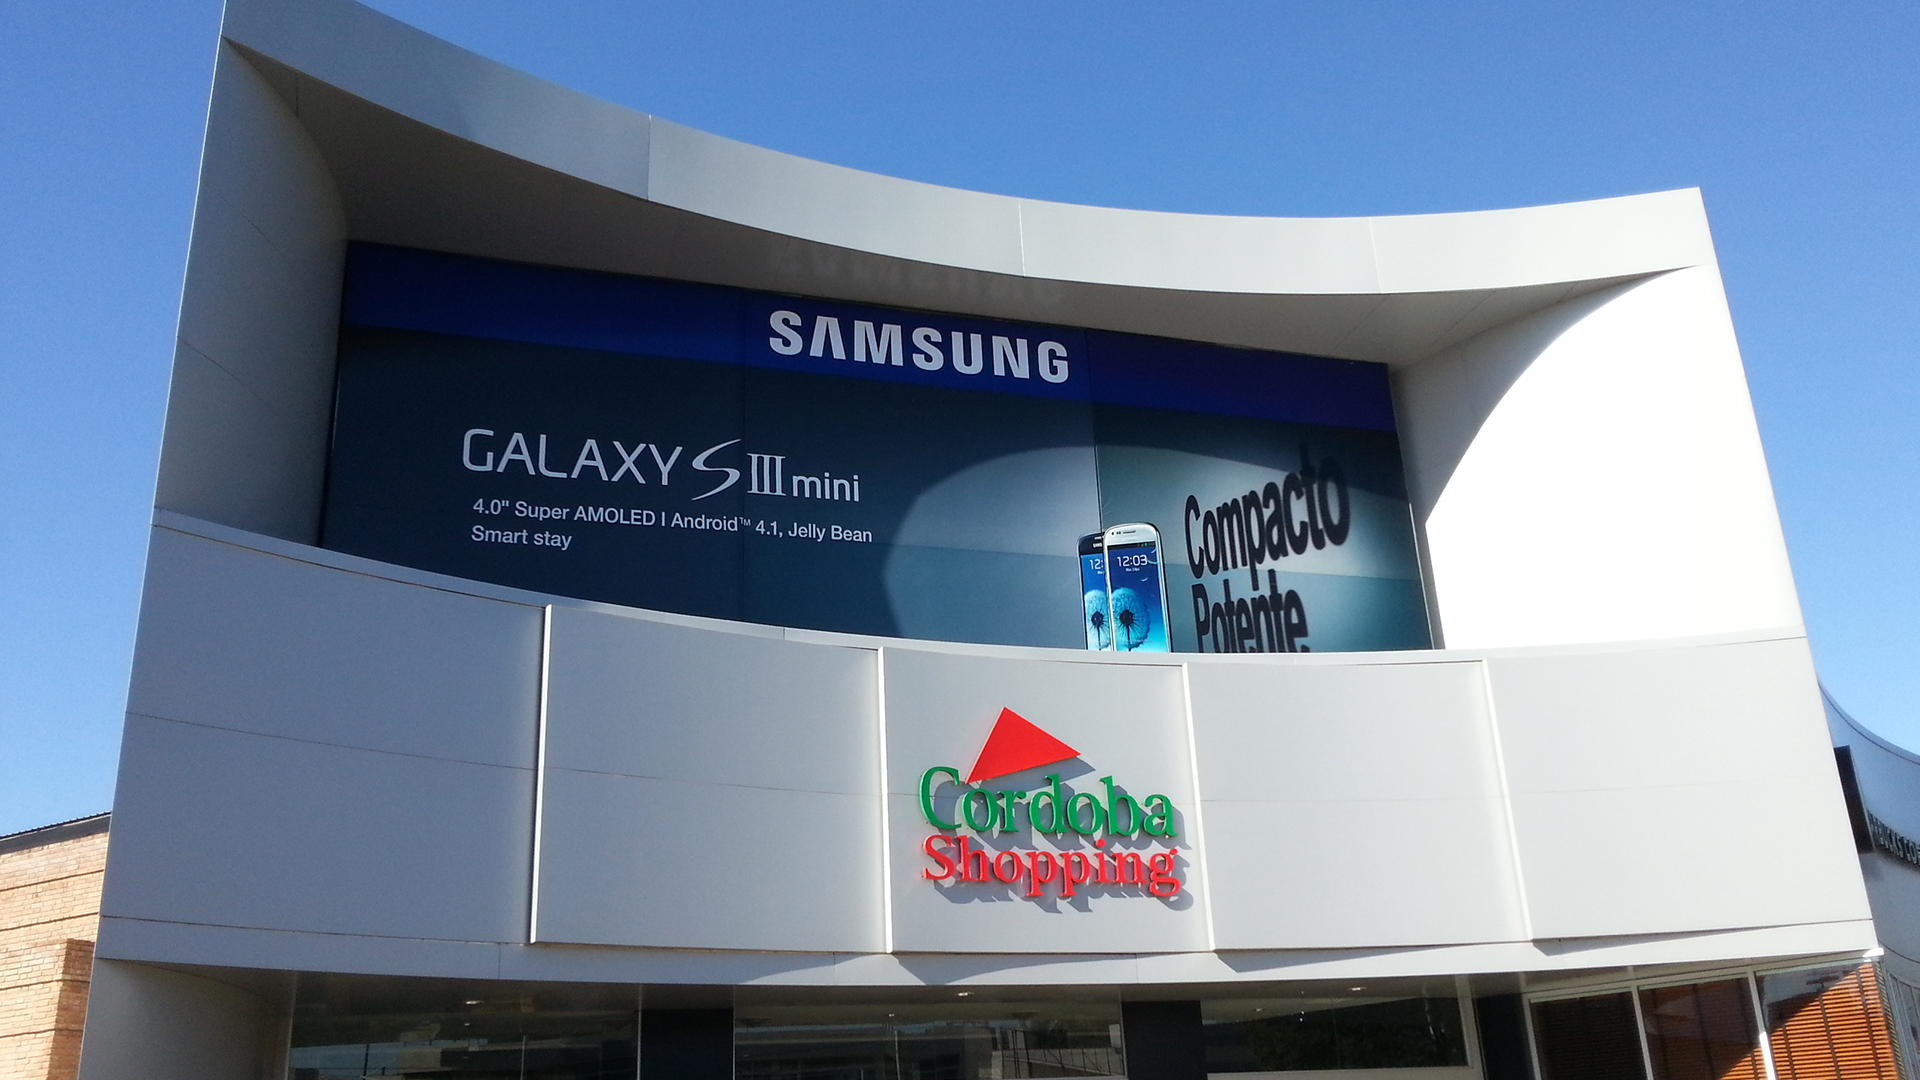 SAMSUNG
GALAXY SIII mini
4.0" Super AMOLED | Android™ 4.1, Jelly Bean
Smart stay
Compacto
Potente
12:03
Cordoba
Shopping